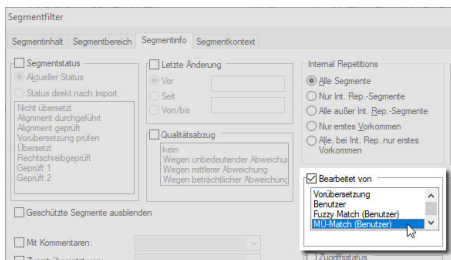 Segmentfilter
Segmentinhalt Segmentbereich Segmentinfo Segmentkontext
Segmentstatus
Aktueller Status
Status direkt nach Import
Nicht übersetzt
Alignment durchgeführt
Alignment geprüft
Vorübersetzung prüfen
Übersetzt
Rechtschreibgeprüft
Geprüft 1
Geprüft 2
Geschützte Segmente ausblenden
Mit Kommentaren:
Letzte Änderung
Vor
Seit
Von/bis
Qualitätsabzug
kein
Wegen unbedeutender Abweichu
Wegen mittlerer Abweichung
Wegen beträchtlicher Abweichung
Internal Repetitions
Alle Segmente
Nur Int. Rep.-Segmente
Alle außer Int. Rep.-Segmente
Nur erstes Vorkommen
Alle, bei Int. Rep. nur erstes
Vorkommen
Bearbeitet von
Vorübersetzung
Benutzer
Fuzzy Match (Benutzer)
MÜ-Match (Benutzer)
Zugriffsstatus